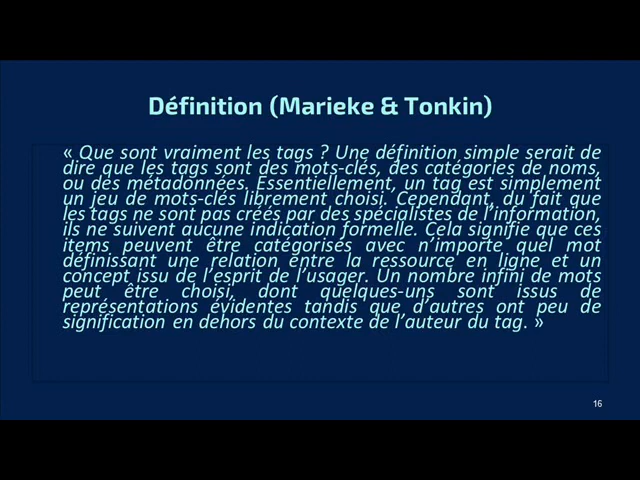 Définition (Marieke & Tonkin)
« Que sont vraiment les tags ? Une définition simple serait de
dire que les tags sont des mots-clés, des catégories de noms,
ou des métadonnées. Essentiellement, un tag est simplement
un jeu de mots-clés librement choisi. Cependant, du fait que
les tags ne sont pas créés par des spécialistes de l’information,
ils ne suivent aucune indication formelle. Cela signifie que ces
items peuvent être catégorisés avec n’importe quel mot
définissant une relation entre la ressource en ligne et un
concept issu de l’esprit de l’usager. Un nombre infini de mots
peut être choisi, dont quelques-uns sont issus de
représentations évidentes tandis que d’autres ont peu de
signification en dehors du contexte de l’auteur du tag. »
16